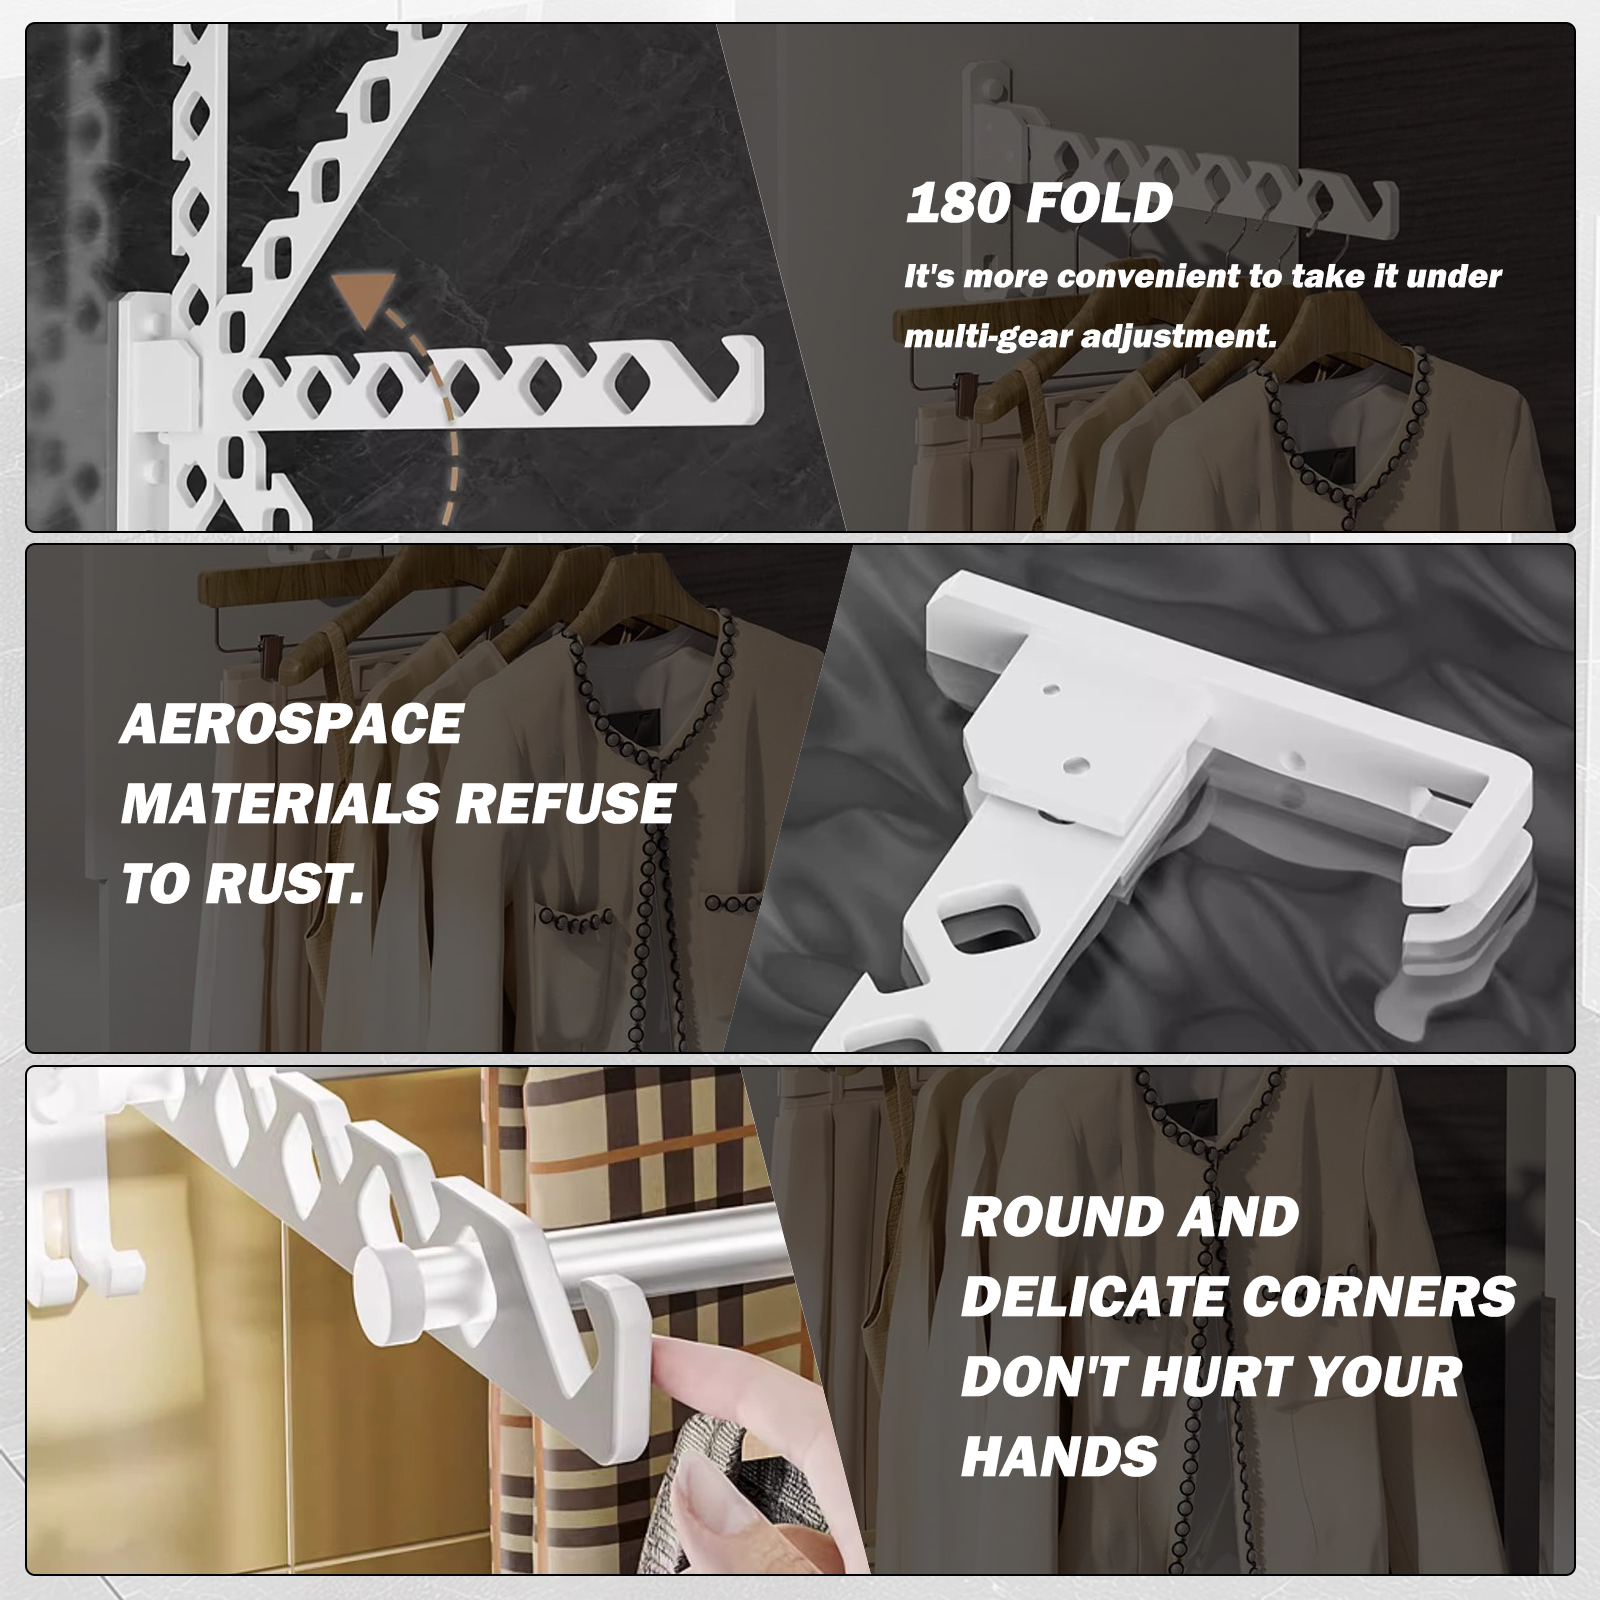 180 FOLD
It's more convenient to take it under
multi-gear adjustment.
AEROSPACE
MATERIALS REFUSE
TO RUST.
ROUND AND
DELICATE CORNERS
DON'T HURT YOUR
HANDS